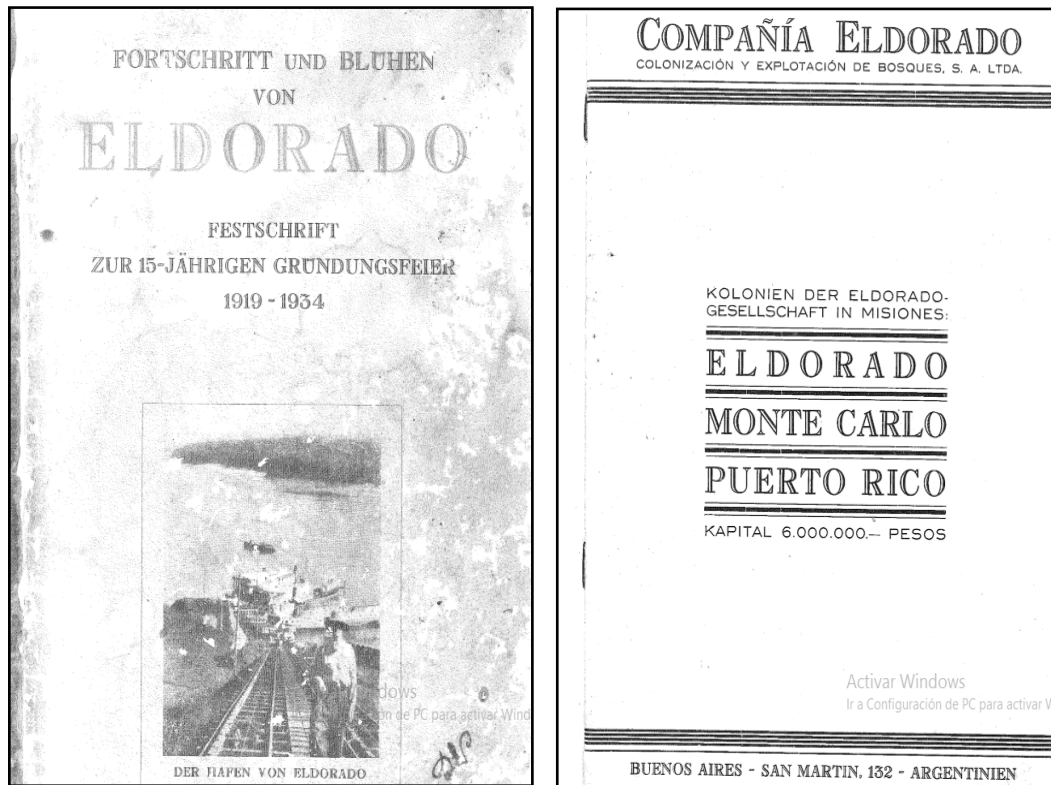 FORTSCHRITT UND BLÜHEN
VON
ELDORADO
FESTSCHRIFT
ZUR 15-JÄHRIGEN GRÜNDUNGSFEIER
1919 - 1934
DER HAFEN VON ELDORADO
COMPAÑÍA ELDORADO
COLONIZACIÓN Y EXPLOTACIÓN DE BOSQUES, S. A. LTDA.
KOLONIEN DER ELDORADO-
GESELLSCHAFT IN MISIONES:
ELDORADO
MONTE CARLO
PUERTO RICO
KAPITAL 6.000.000.— PESOS
Activar Windows
Ir a Configuración de PC para activar W
BUENOS AIRES - SAN MARTIN, 132 - ARGENTINIEN